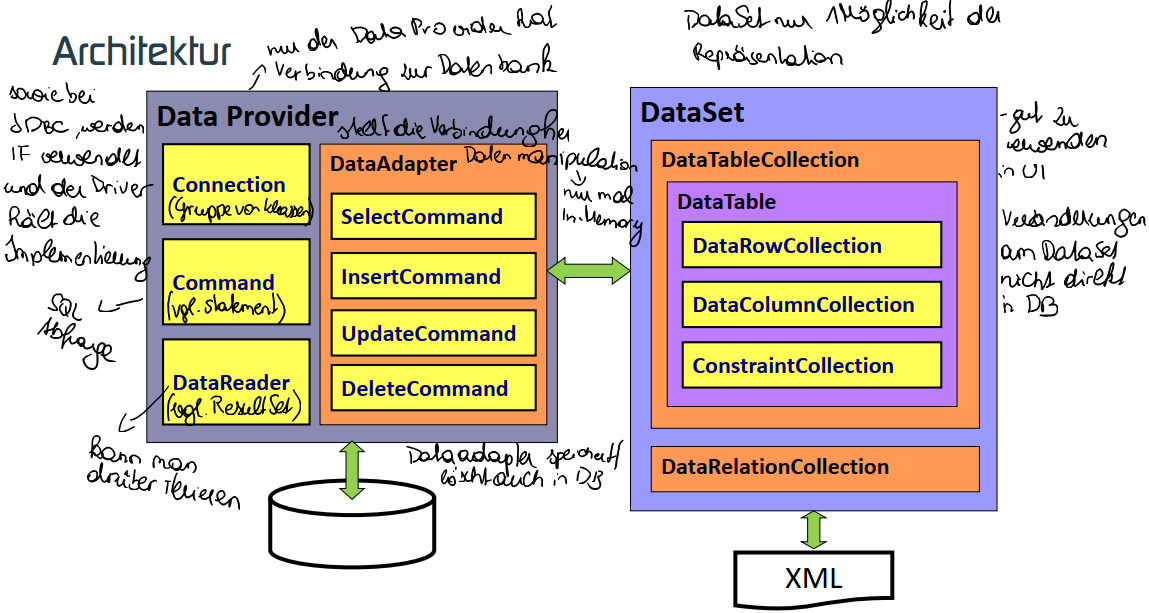 Architektur
nur der Data Provider hat
Verbindung zur Datenbank
DataSet nur 1 Möglichkeit der
Repräsentation
sowie bei
JDBC, werden
IF verwendet
und der Driver
hält die
Implementierung
SQL
Abfrage
kann man
drüber iterieren
Data Provider
stellt die Verbindung her
Connection
(Gruppe von Klassen)
Command
(vgl. Statement)
DataReader
(vgl. ResultSet)
DataAdapter
SelectCommand
InsertCommand
UpdateCommand
DeleteCommand
Datenmanipulation
nur mal
In-Memory
Dataadapter speichert/
löscht auch in DB
DataSet
DataTableCollection
DataTable
DataRowCollection
DataColumnCollection
ConstraintCollection
DataRelationCollection
- gut zu
verwenden
in UI
Veränderungen
am DataSet
nicht direkt
in DB
XML